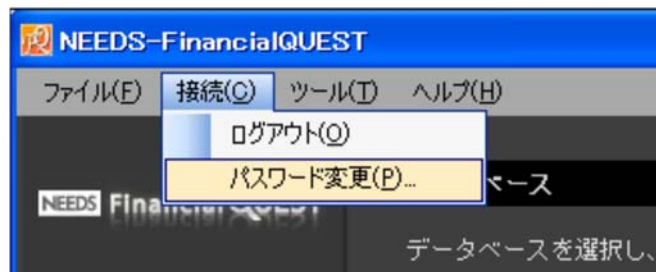 NEEDS-FinancialQUEST
ファイル(F) 接続(C) ツール(T) ヘルプ(H)
ログアウト(O)
パスワード変更(P)...
ベース
NEEDS Financial QUEST
データベースを選択し、